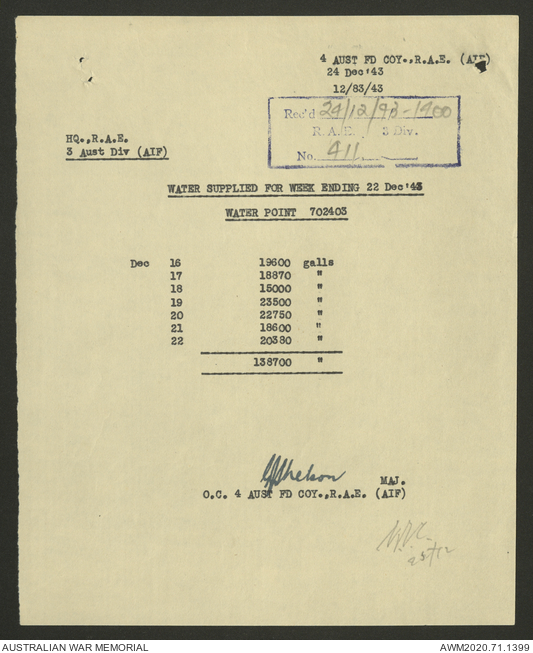 4 AUST FD COY.,R.A.E. (AIF)
24 Dec'43
12/83/43
Rec'd 24/12/43-1900
R.A.E. 3 Div.
No. 411
HQ.,R.A.E.
3 Aust Div (AIF)
WATER SUPPLIED FOR WEEK ENDING 22 Dec'43
WATER POINT 702403
Dec 16 19600 galls
17 18870 "
18 15000 "
19 23500 "
20 22750 "
21 18600 "
22 20380 "
138700 "
MAJ.
O.C. 4 AUST FD COY.,R.A.E. (AIF)
25/12
AUSTRALIAN WAR MEMORIAL
AWM2020.71.1399